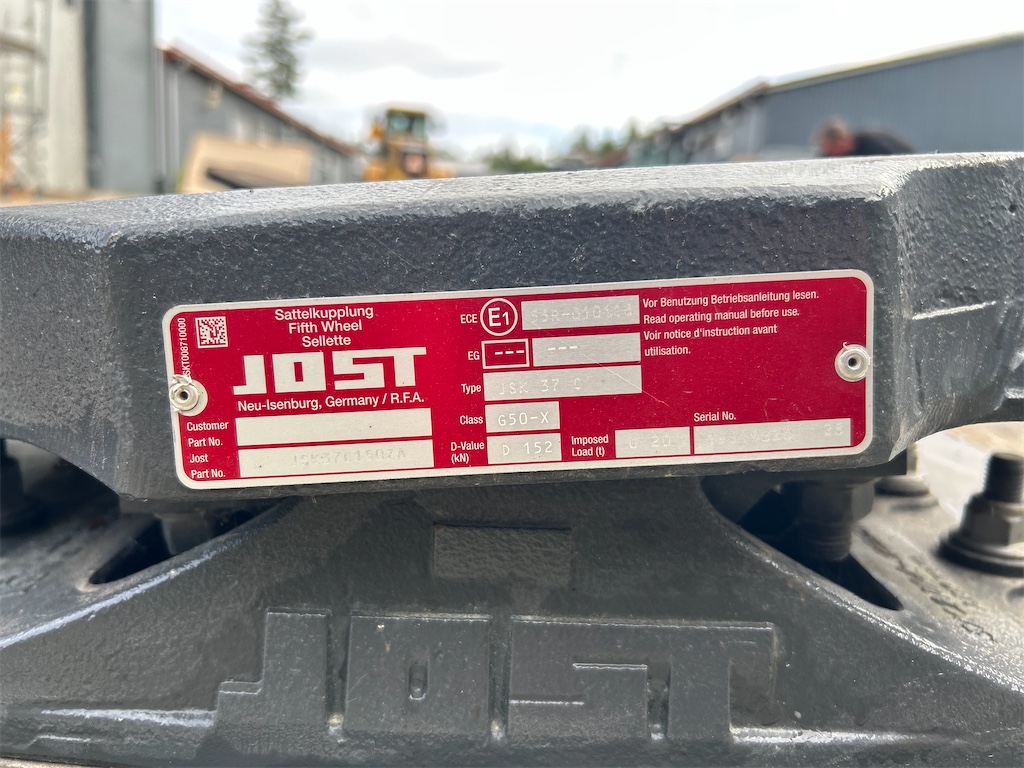 SKT008710000
Sattelkupplung
Fifth Wheel
Sellette
JOST
Neu-Isenburg, Germany / R.F.A.
Customer
Part No.
Jost
Part No.
ECE E1
EG --- ---
Type JSK 37 C
Class G50-X
D-Value
(kN) D 152
Imposed
Load (t) U 20
Vor Benutzung Betriebsanleitung lesen.
Read operating manual before use.
Voir notice d'instruction avant
utilisation.
Serial No.
JOST